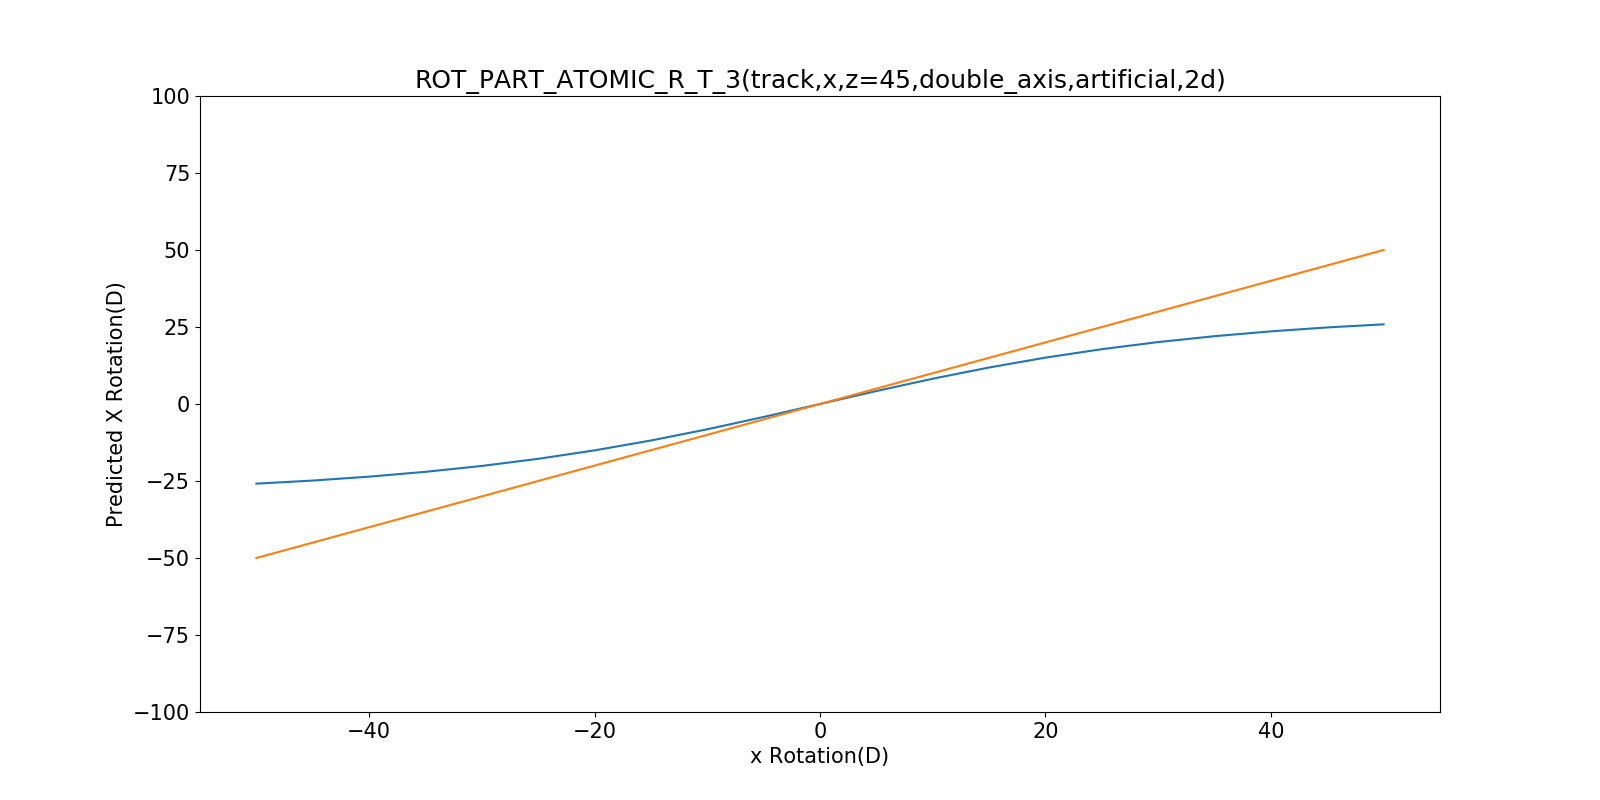 ROT_PART_ATOMIC_R_T_3(track,x,z=45,double_axis,artificial,2d)
100
75
50
25
0
−25
−50
−75
−100
Predicted X Rotation(D)
−40 −20 0 20 40
x Rotation(D)